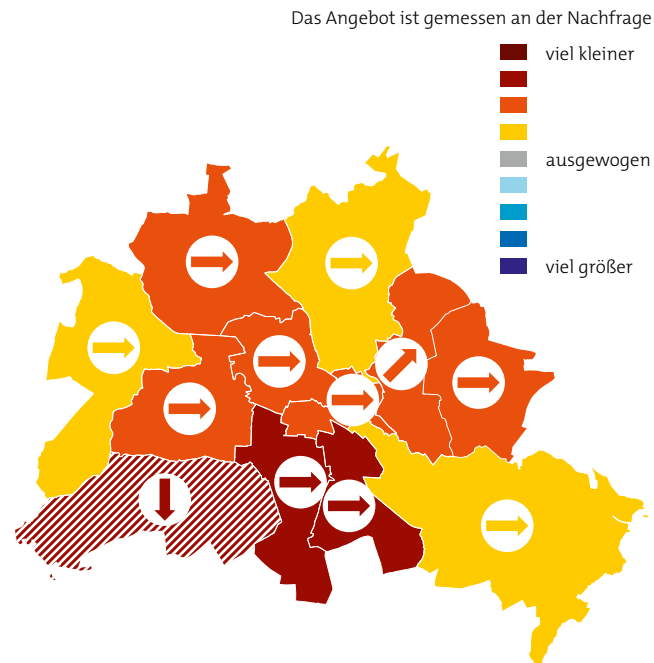 Das Angebot ist gemessen an der Nachfrage
viel kleiner
ausgewogen
viel größer